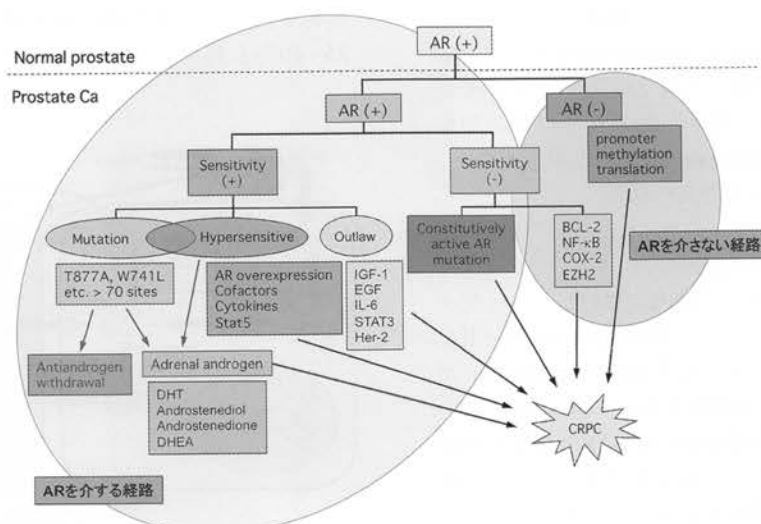 AR (+)
Normal prostate
Prostate Ca
AR (+)
AR (-)
promoter
methylation
translation
Sensitivity
(+)
Sensitivity
(-)
Mutation
Hypersensitive
Outlaw
Constitutively
active AR
mutation
BCL-2
NF-κB
COX-2
EZH2
ARを介さない経路
T877A, W741L
etc. > 70 sites
AR overexpression
Cofactors
Cytokines
Stat5
IGF-1
EGF
IL-6
STAT3
Her-2
Antiandrogen
withdrawal
Adrenal androgen
DHT
Androstenediol
Androstenedione
DHEA
CRPC
ARを介する経路